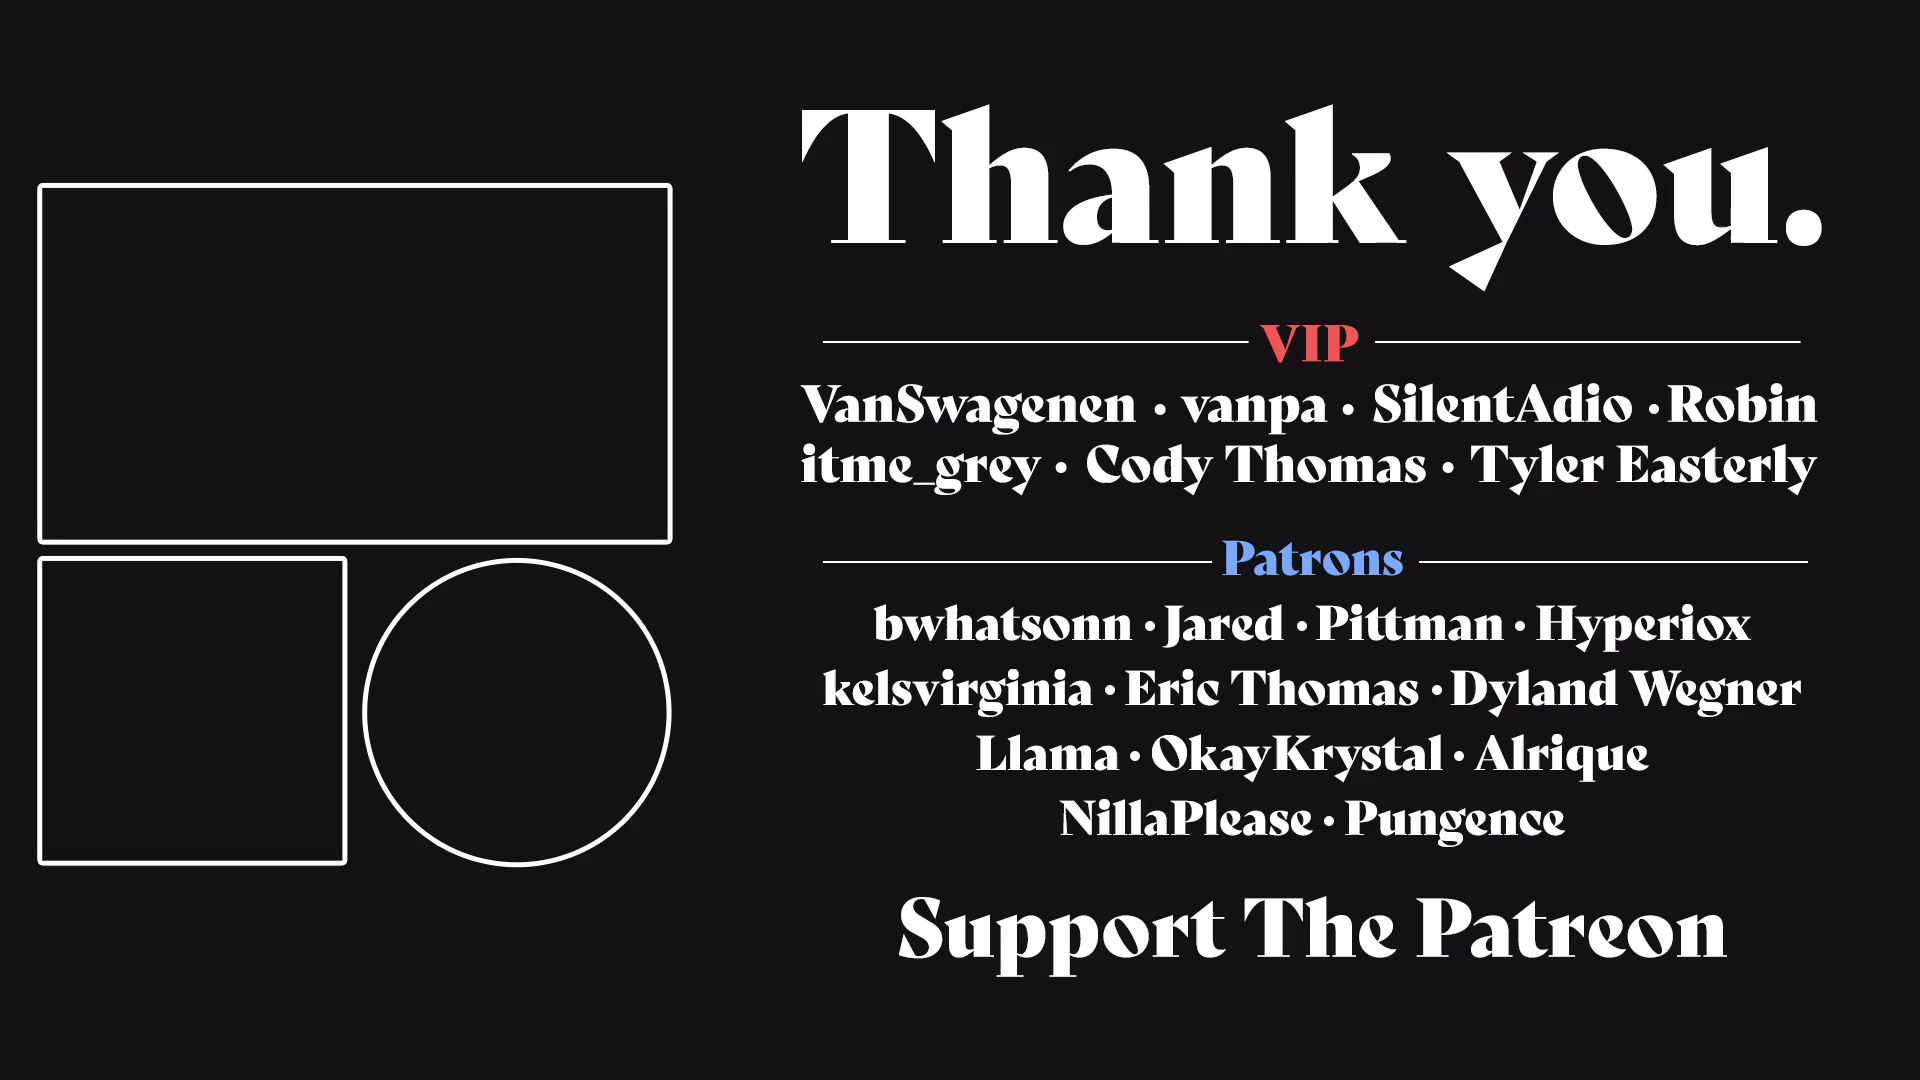 Thank you.
VIP
VanSwagenen • vanpa • SilentAdio • Robin
itme_grey • Cody Thomas • Tyler Easterly
Patrons
bwhatsonn • Jared • Pittman • Hyperiox
kelsvirginia • Eric Thomas • Dyland Wegner
Llama • OkayKrystal • Alrique
NillaPlease • Pungence
Support The Patreon